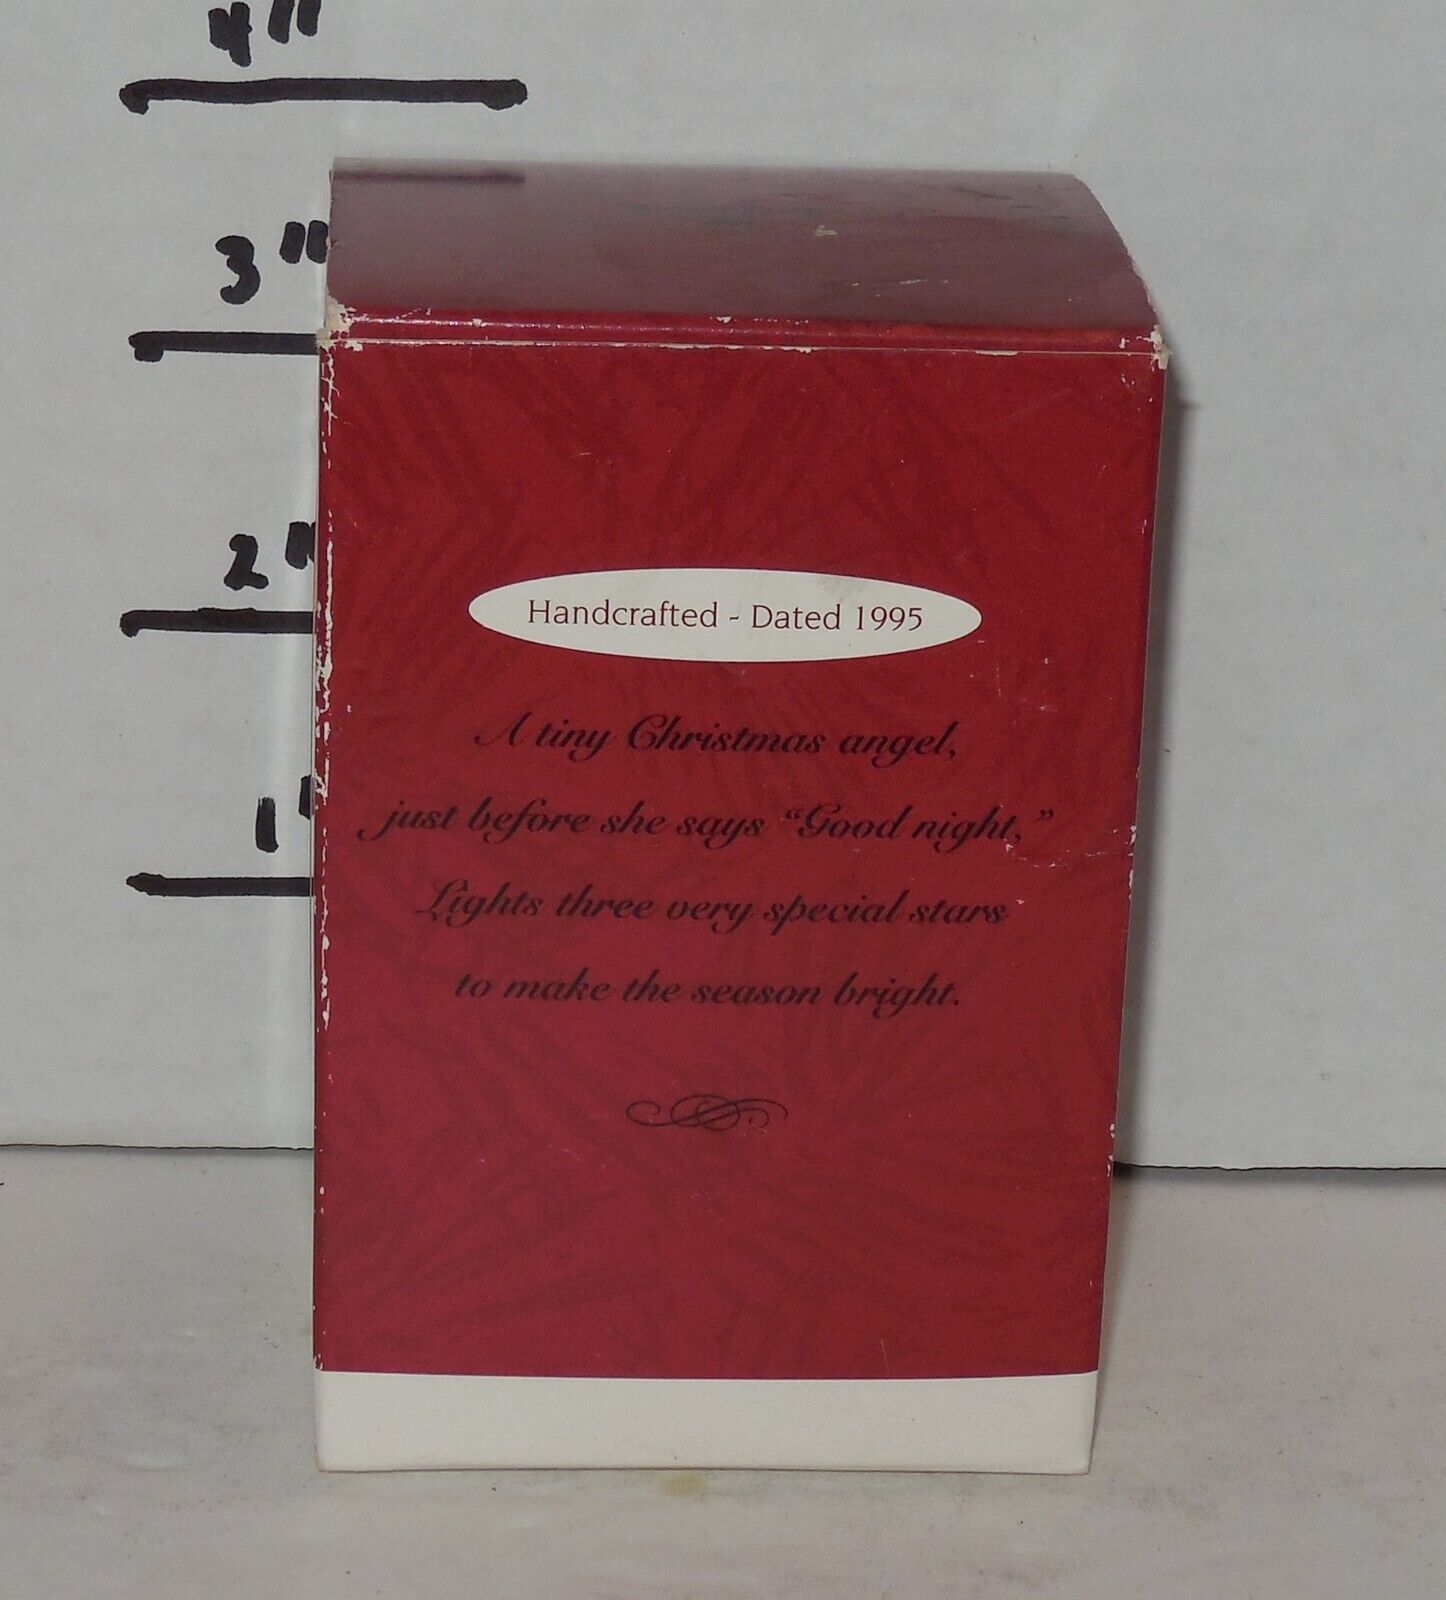 4"
3"
2"
1"
Handcrafted - Dated 1995
A tiny Christmas angel,
just before she says "Good night,"
Lights three very special stars
to make the season bright.